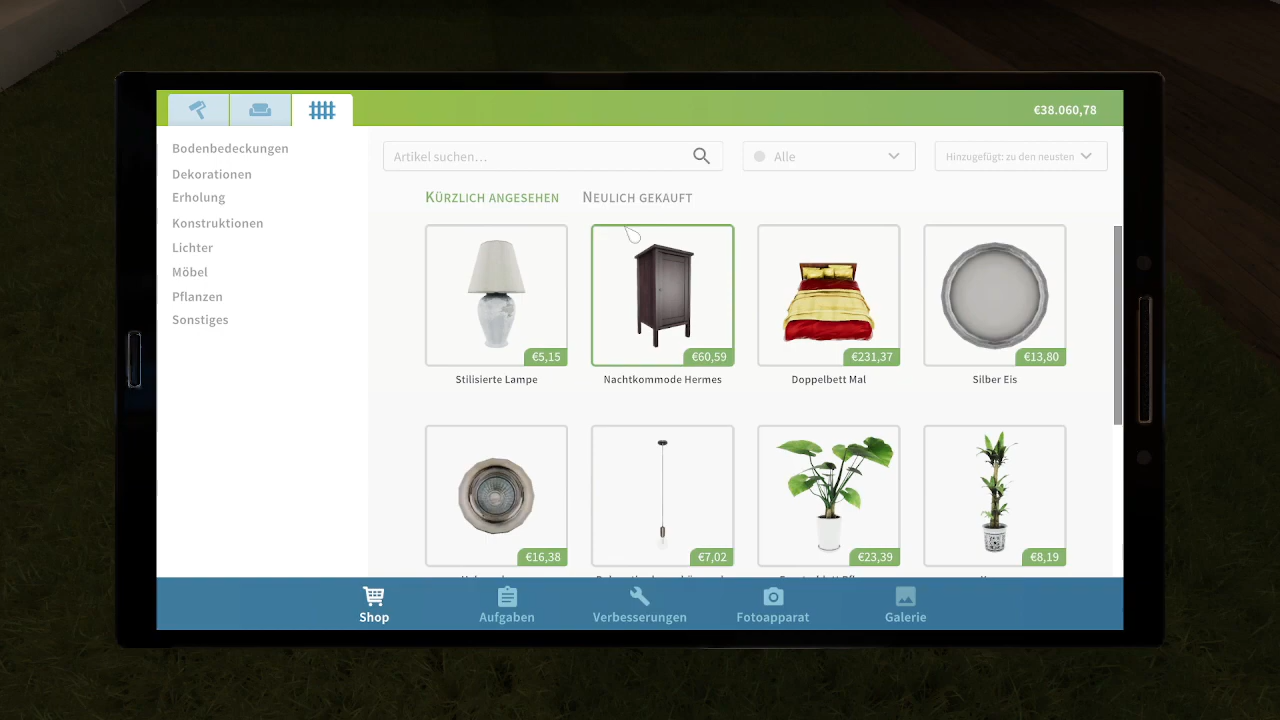 €38.060,78
Bodenbedeckungen
Dekorationen
Erholung
Konstruktionen
Lichter
Möbel
Pflanzen
Sonstiges
Artikel suchen...
Alle
Hinzugefügt: zu den neusten
KÜRZLICH ANGESEHEN
NEULICH GEKAUFT
€5,15
€60,59
€231,37
€13,80
Stilisierte Lampe
Nachtkommode Hermes
Doppelbett Mal
Silber Eis
€16,38
€7,02
€23,39
€8,19
Shop
Aufgaben
Verbesserungen
Fotoapparat
Galerie